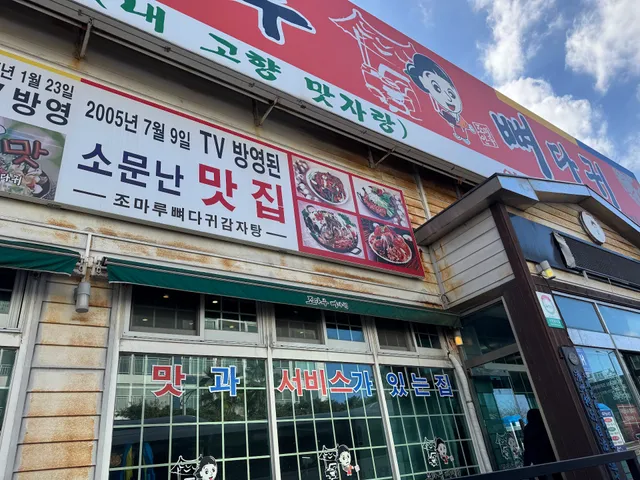 내 고향 맛자랑)
뼈다귀
1월 23일
방영
맛
2005년 7월 9일 TV 방영된
소문난 맛집
조마루뼈다귀감자탕
맛과 서비스가 있는집